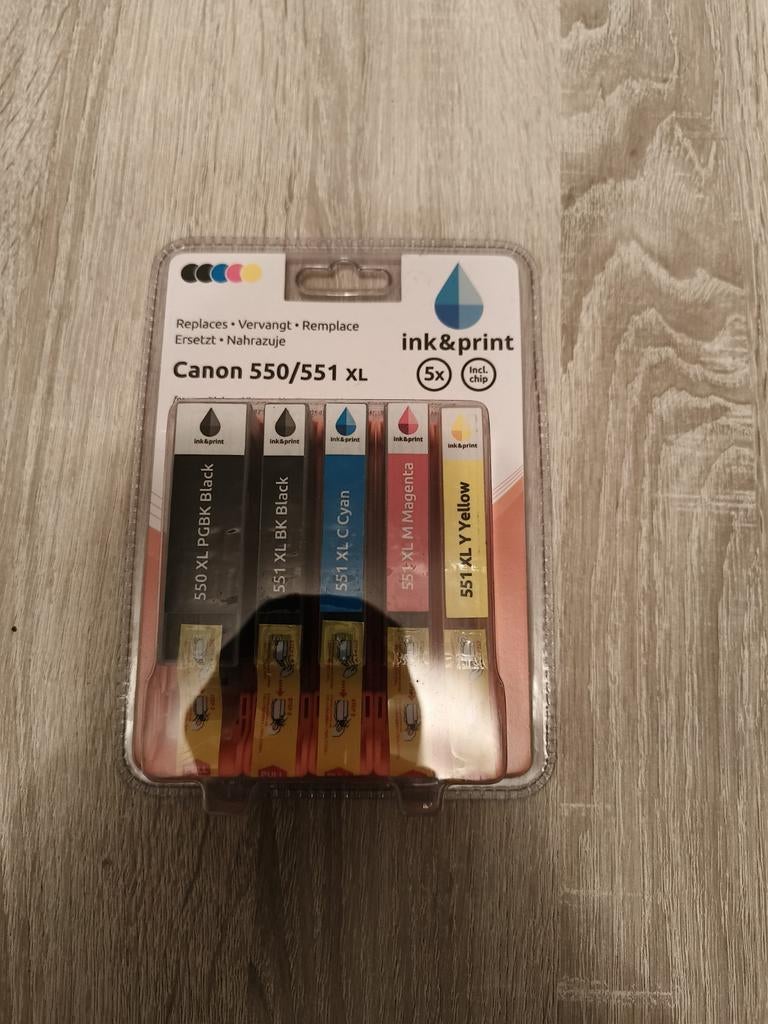 Replaces • Vervangt • Remplace
Ersetzt • Nahrazuje
Canon 550/551 XL
ink&print
5x
Incl.
chip
ink&print
550 XL PGBK Black
ink&print
551 XL BK Black
ink&print
551 XL C Cyan
ink&print
551 XL M Magenta
ink&print
551 XL Y Yellow